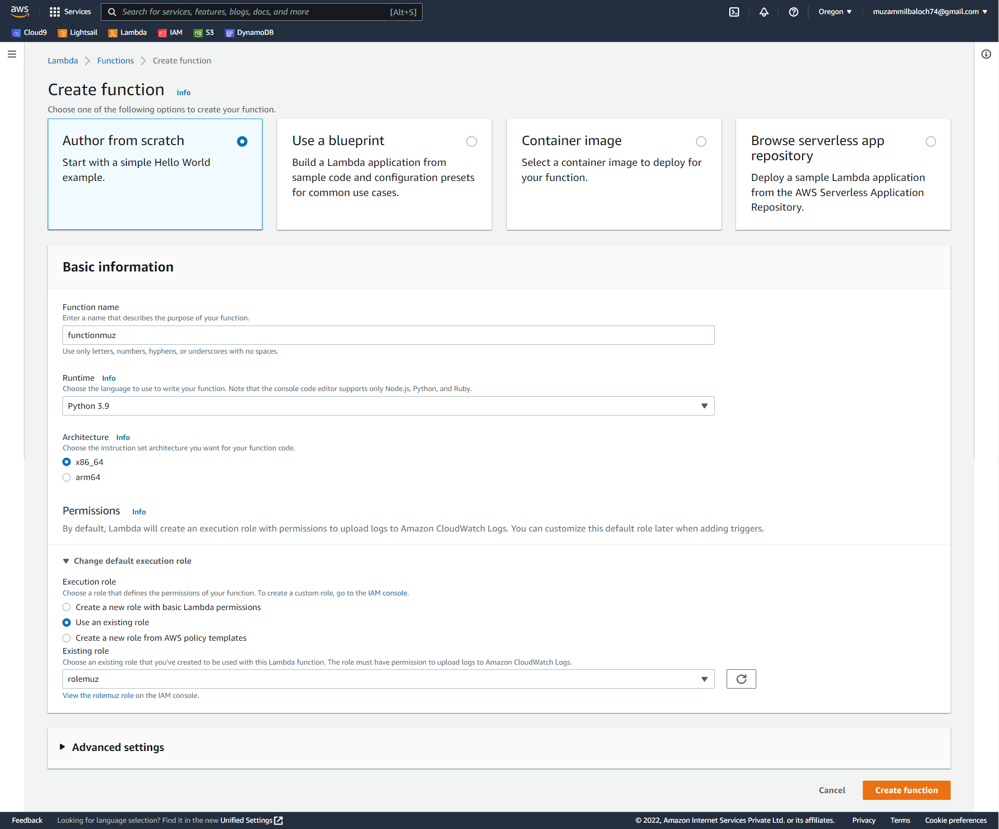 aws Services Search for services, features, blogs, docs, and more [Alt+S] Oregon muzammilbaloch74@gmail.com
Cloud9 Lightsail Lambda IAM S3 DynamoDB
Lambda Functions Create function
Create function Info
Choose one of the following options to create your function.
Author from scratch
Start with a simple Hello World
example.
Use a blueprint
Build a Lambda application from
sample code and configuration presets
for common use cases.
Container image
Select a container image to deploy for
your function.
Browse serverless app
repository
Deploy a sample Lambda application
from the AWS Serverless Application
Repository.
Basic information
Function name
Enter a name that describes the purpose of your function.
functionmuz
Use only letters, numbers, hyphens, or underscores with no spaces.
Runtime Info
Choose the language to use to write your function. Note that the console code editor supports only Node.js, Python, and Ruby.
Python 3.9
Architecture Info
Choose the instruction set architecture you want for your function code.
x86_64
arm64
Permissions Info
By default, Lambda will create an execution role with permissions to upload logs to Amazon CloudWatch Logs. You can customize this default role later when adding triggers.
Change default execution role
Execution role
Choose a role that defines the permissions of your function. To create a custom role, go to the IAM console.
Create a new role with basic Lambda permissions
Use an existing role
Create a new role from AWS policy templates
Existing role
Choose an existing role that you've created to be used with this Lambda function. The role must have permission to upload logs to Amazon CloudWatch Logs.
rolemuz
View the rolemuz role on the IAM console.
Advanced settings
Cancel Create function
Feedback Looking for language selection? Find it in the new Unified Settings © 2022, Amazon Internet Services Private Ltd. or its affiliates. Privacy Terms Cookie preferences